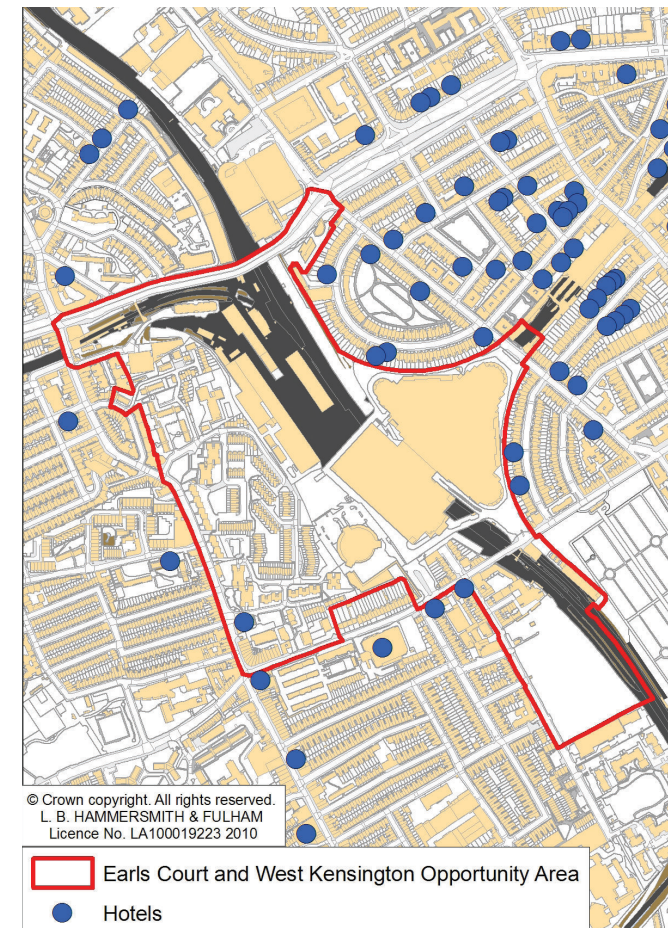 © Crown copyright. All rights reserved.
L. B. HAMMERSMITH & FULHAM
Licence No. LA100019223 2010
Earls Court and West Kensington Opportunity Area
Hotels